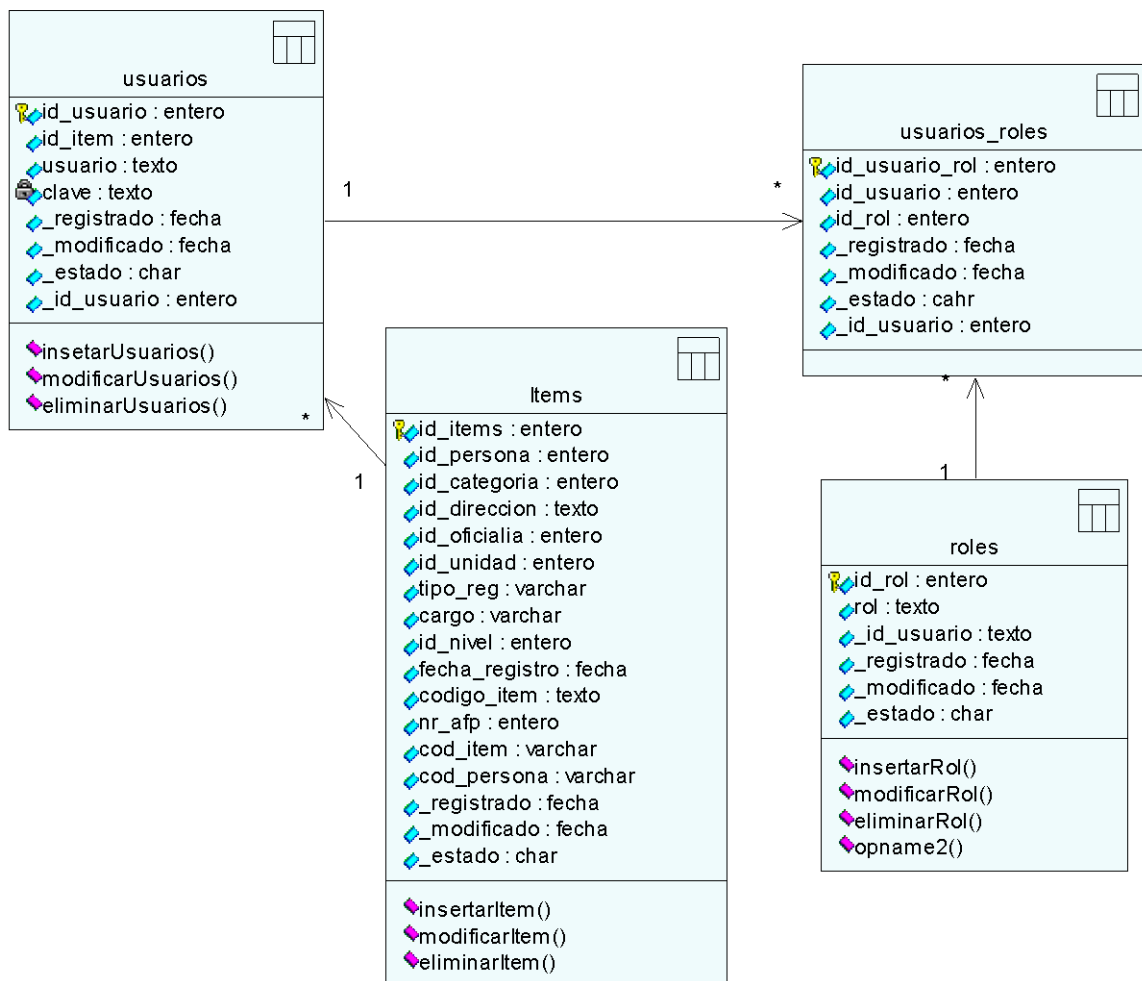 usuarios
id_usuario : entero
id_item : entero
usuario : texto
clave : texto
_registrado : fecha
_modificado : fecha
_estado : char
_id_usuario : entero
insetarUsuarios()
modificarUsuarios()
eliminarUsuarios()
1
*
usuarios_roles
id_usuario_rol : entero
id_usuario : entero
id_rol : entero
_registrado : fecha
_modificado : fecha
_estado : cahr
_id_usuario : entero
*
1
*
1
Items
id_items : entero
id_persona : entero
id_categoria : entero
id_direccion : texto
id_oficialia : entero
id_unidad : entero
tipo_reg : varchar
cargo : varchar
id_nivel : entero
fecha_registro : fecha
codigo_item : texto
nr_afp : entero
cod_item : varchar
cod_persona : varchar
_registrado : fecha
_modificado : fecha
_estado : char
insertarItem()
modificarItem()
eliminarItem()
roles
id_rol : entero
rol : texto
_id_usuario : texto
_registrado : fecha
_modificado : fecha
_estado : char
insertarRol()
modificarRol()
eliminarRol()
opname2()